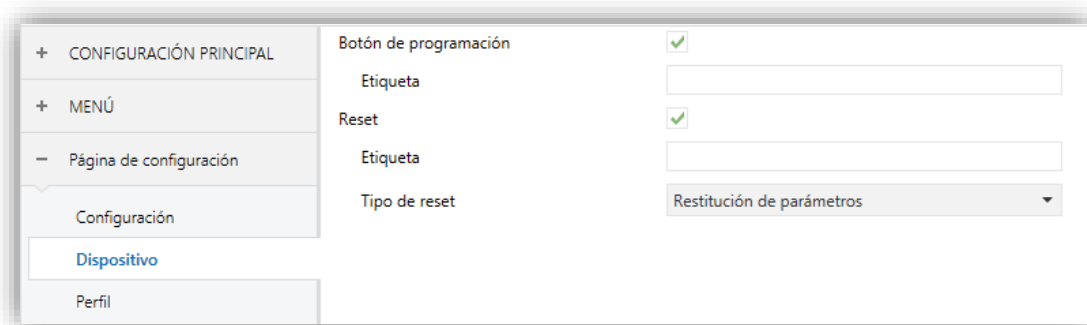 + CONFIGURACIÓN PRINCIPAL
+ MENÚ
− Página de configuración
Configuración
Dispositivo
Perfil
Botón de programación
Etiqueta
Reset
Etiqueta
Tipo de reset Restitución de parámetros